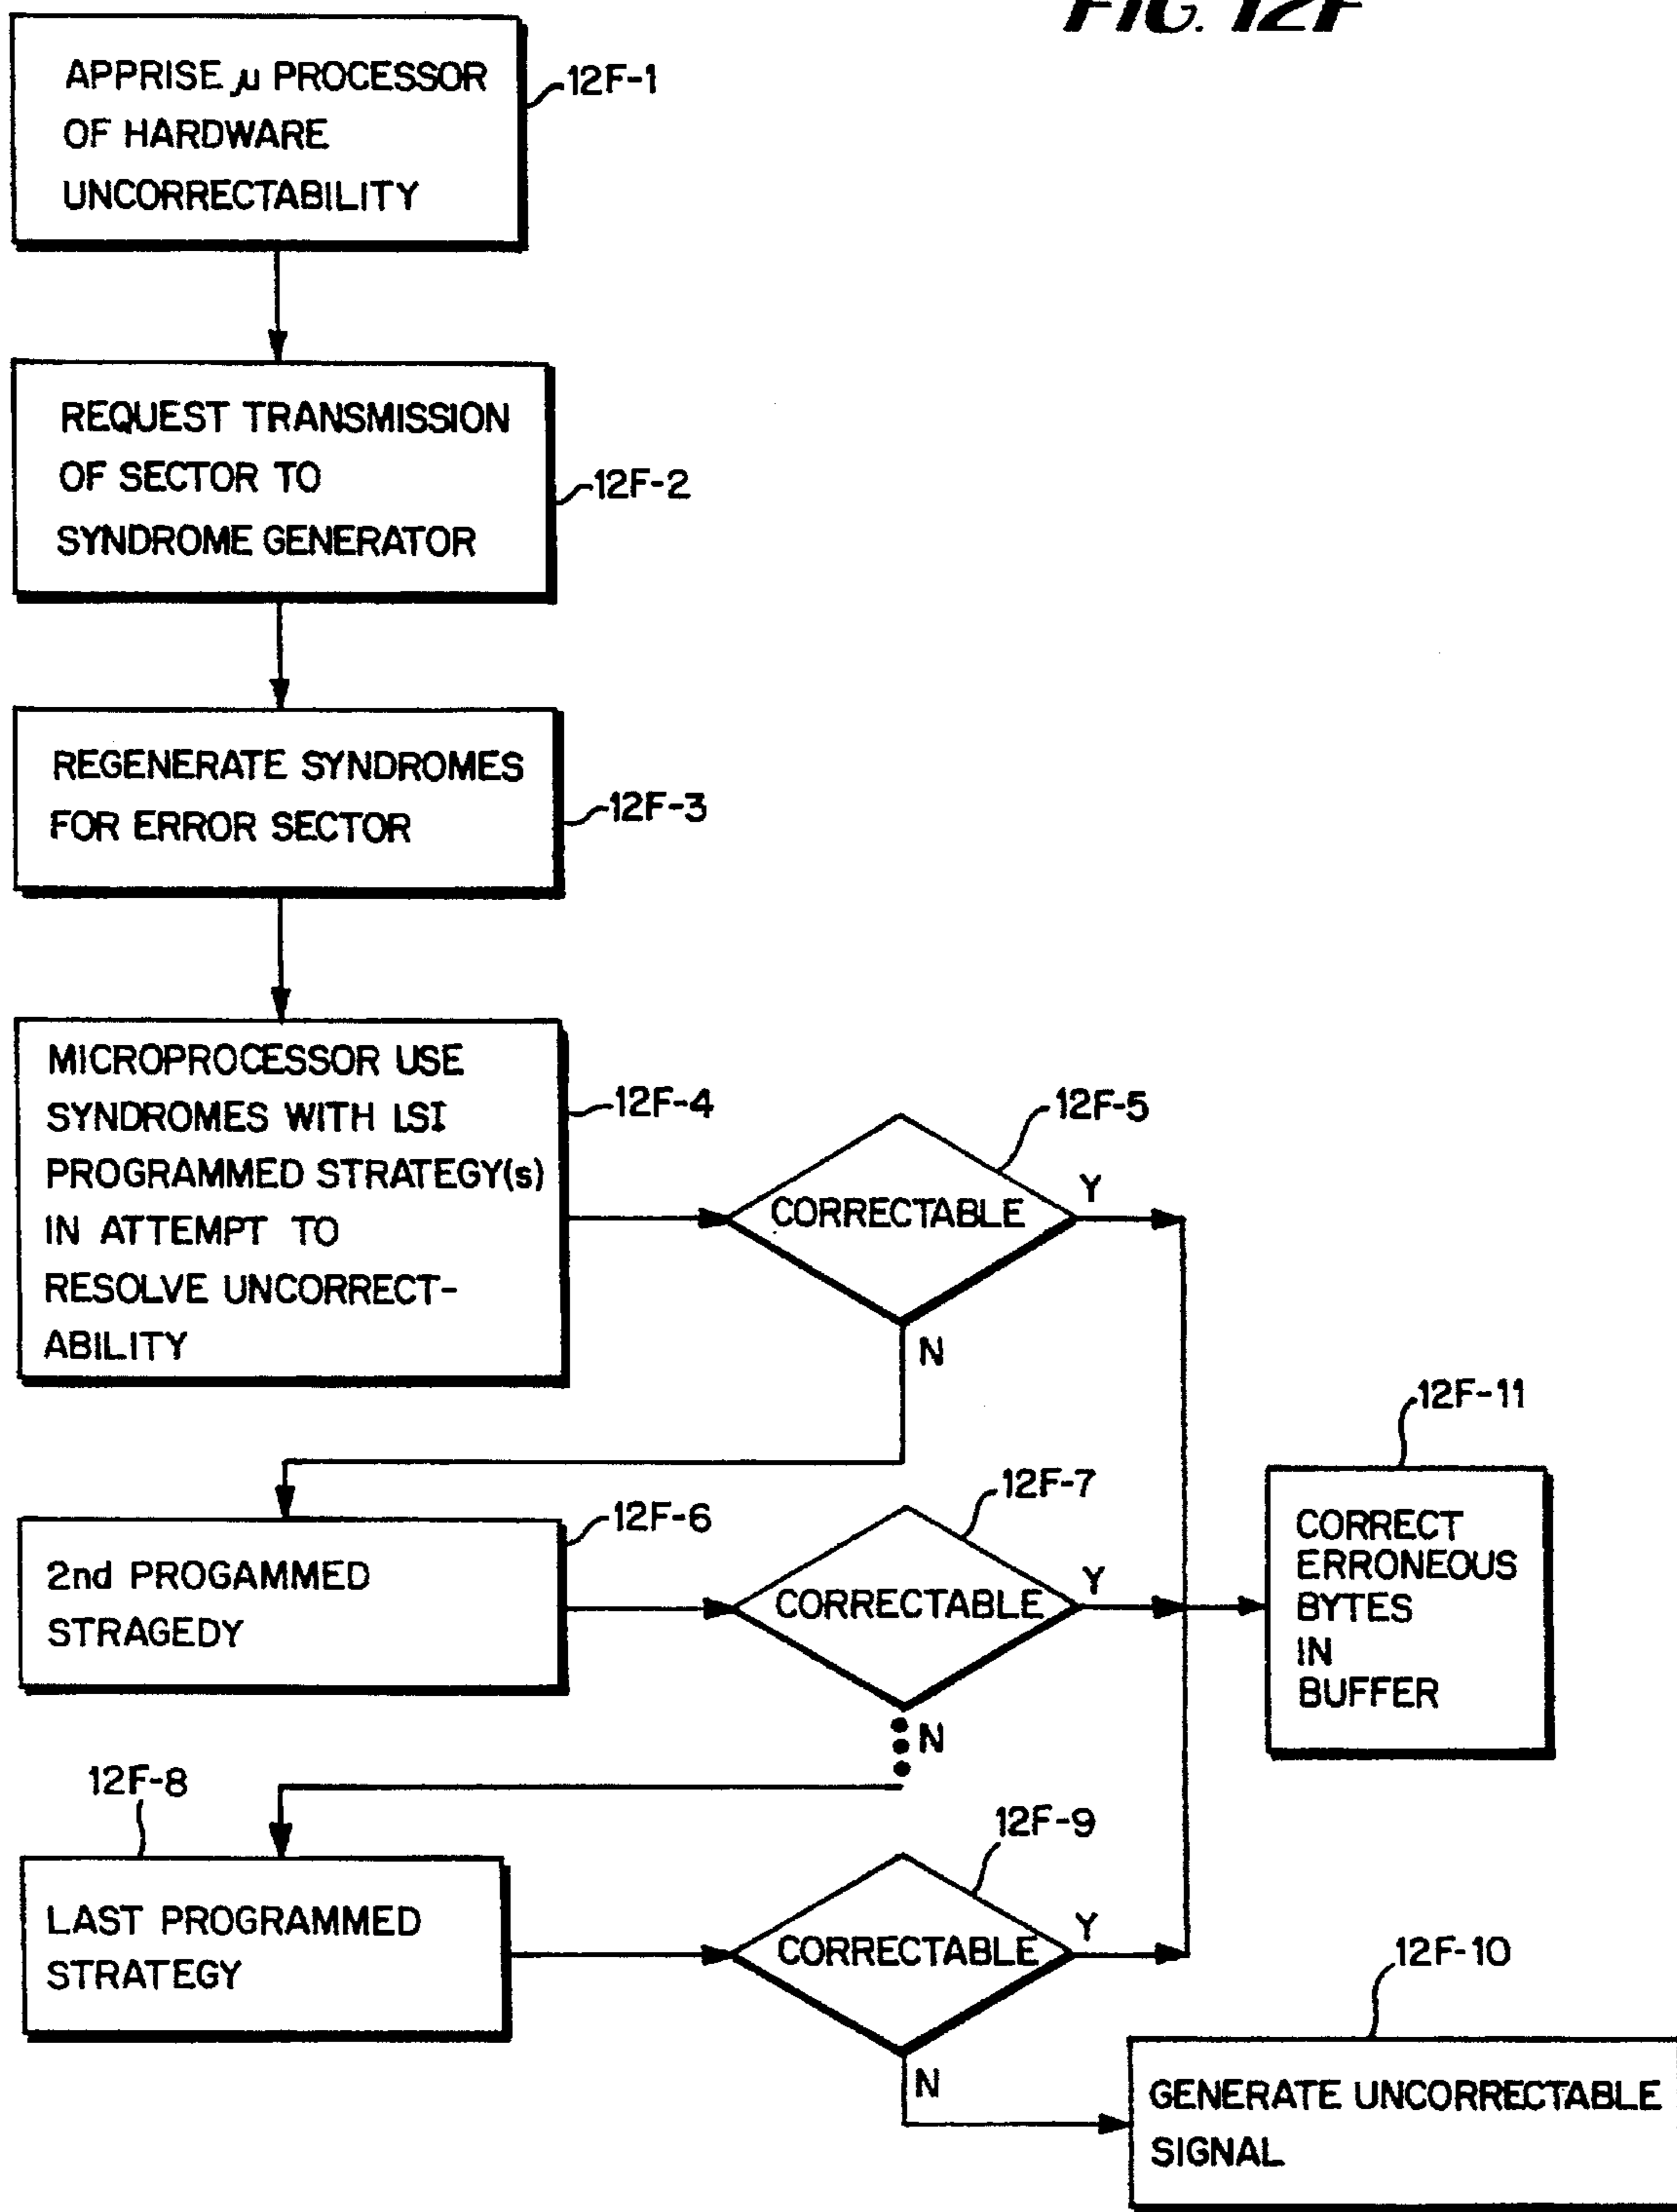 FIG. 12F
APPRISE μ PROCESSOR
OF HARDWARE
UNCORRECTABILITY
12F-1
REQUEST TRANSMISSION
OF SECTOR TO
SYNDROME GENERATOR
12F-2
REGENERATE SYNDROMES
FOR ERROR SECTOR
12F-3
MICROPROCESSOR USE
SYNDROMES WITH LSI
PROGRAMMED STRATEGY(s)
IN ATTEMPT TO
RESOLVE UNCORRECT-
ABILITY
12F-4
CORRECTABLE
12F-5
Y
N
2nd PROGAMMED
STRAGEDY
12F-6
CORRECTABLE
12F-7
Y
N
12F-11
CORRECT
ERRONEOUS
BYTES
IN
BUFFER
12F-8
LAST PROGRAMMED
STRATEGY
CORRECTABLE
12F-9
Y
N
12F-10
GENERATE UNCORRECTABLE
SIGNAL